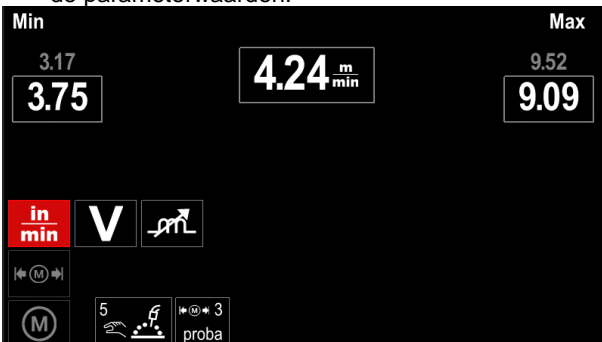 de parameterwaarden.
Min Max
3.17 4.24 m/min 9.52
3.75 9.09
in/min V
M
M 5 M 3
proba